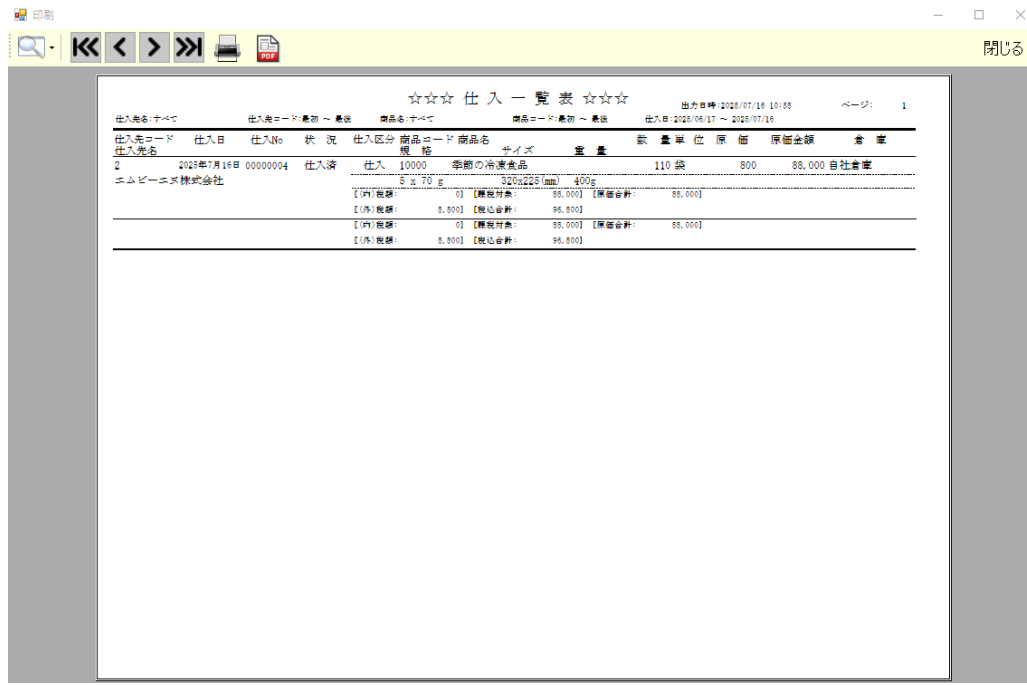 印刷
PDF 閉じる
☆☆☆ 仕 入 一 覧 表 ☆☆☆ 出力日時:2025/07/16 10:55 ページ: 1
仕入先名:すべて 仕入先コード:最初 ～ 最後 商品名:すべて 商品コード:最初 ～ 最後 仕入日:2025/06/17 ～ 2025/07/16
仕入先コード 仕入日 仕入No 状 況 仕入区分 商品コード 商品名 数 量 単 位 原 価 原価金額 倉 庫
仕入先名 規 格 サイズ 重 量
2 2025年7月16日 00000004 仕入済 仕入 10000 季節の冷凍食品 110 袋 800 88,000 自社倉庫
エムビーエヌ株式会社 5 x 70 g 320x225(mm) 400g
[(内)税額: 0] [課税対象: 88,000] [原価合計: 88,000]
[(外)税額: 8,800] [税込合計: 96,800]
[(内)税額: 0] [課税対象: 88,000] [原価合計: 88,000]
[(外)税額: 8,800] [税込合計: 96,800]